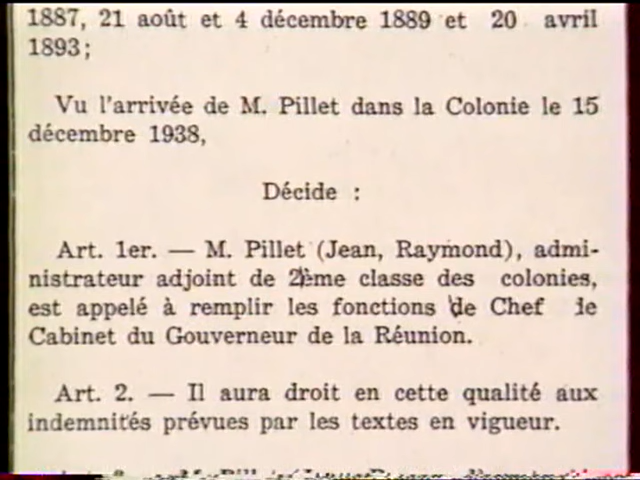 1887, 21 août et 4 décembre 1889 et 20 avril
1893;
Vu l'arrivée de M. Pillet dans la Colonie le 15
décembre 1938,
Décide :
Art. 1er. — M. Pillet (Jean, Raymond), admi-
nistrateur adjoint de 2ème classe des colonies,
est appelé à remplir les fonctions de Chef de
Cabinet du Gouverneur de la Réunion.
Art. 2. — Il aura droit en cette qualité aux
indemnités prévues par les textes en vigueur.